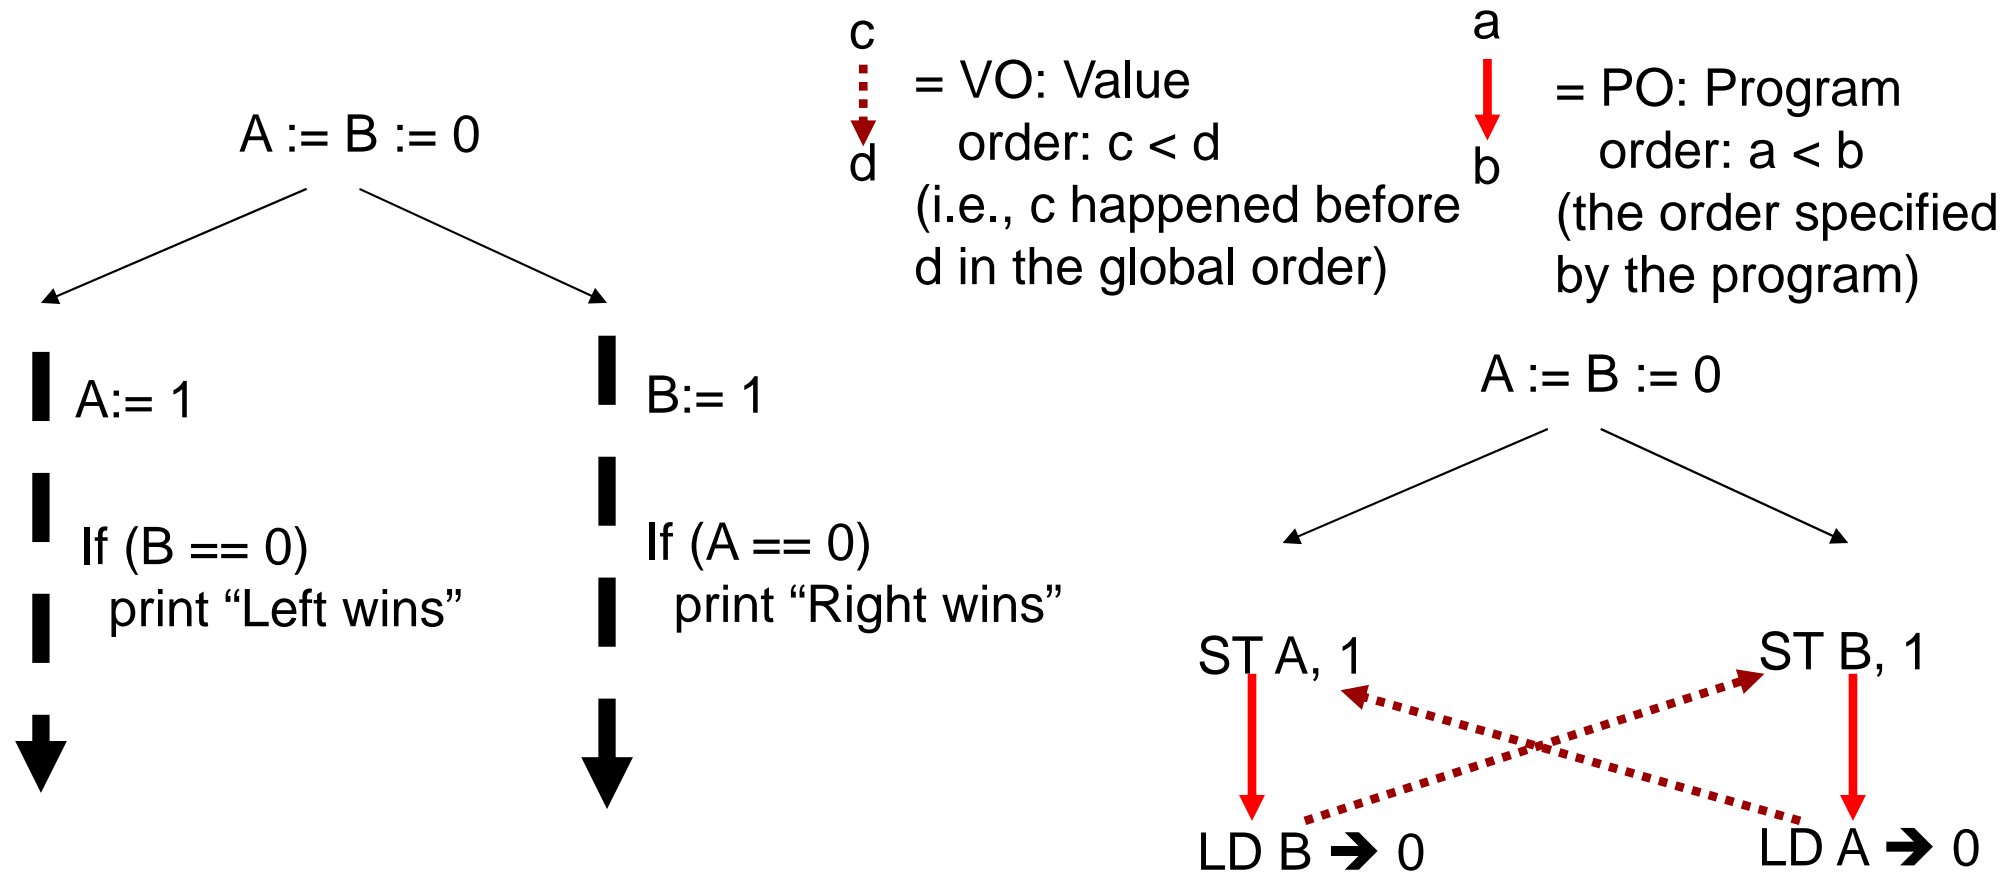 A := B := 0
A:= 1
If (B == 0)
print “Left wins”
B:= 1
If (A == 0)
print “Right wins”
c
d
= VO: Value
order: c < d
(i.e., c happened before
d in the global order)
a
b
= PO: Program
order: a < b
(the order specified
by the program)
A := B := 0
ST A, 1
LD B ➔ 0
ST B, 1
LD A ➔ 0